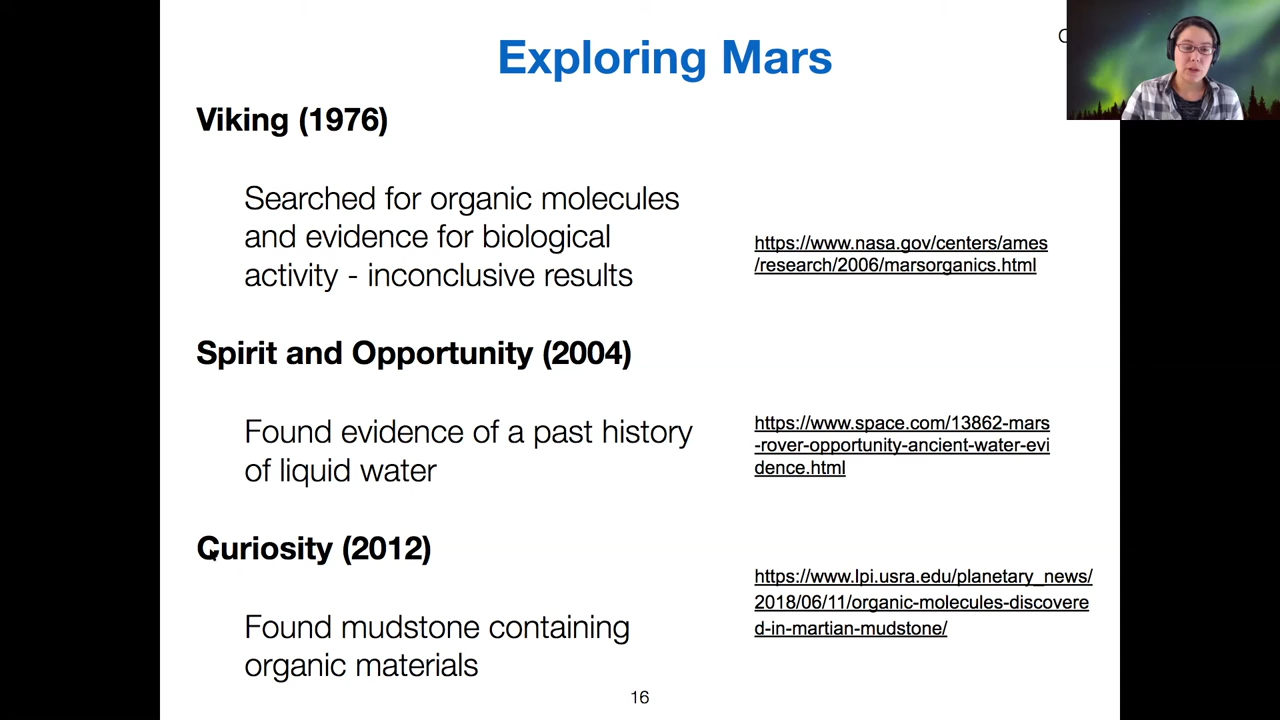 Exploring Mars
Viking (1976)
Searched for organic molecules
and evidence for biological
activity - inconclusive results
https://www.nasa.gov/centers/ames
/research/2006/marsorganics.html
Spirit and Opportunity (2004)
Found evidence of a past history
of liquid water
https://www.space.com/13862-mars
-rover-opportunity-ancient-water-evi
dence.html
Curiosity (2012)
Found mudstone containing
organic materials
https://www.lpi.usra.edu/planetary_news/
2018/06/11/organic-molecules-discovere
d-in-martian-mudstone/
16